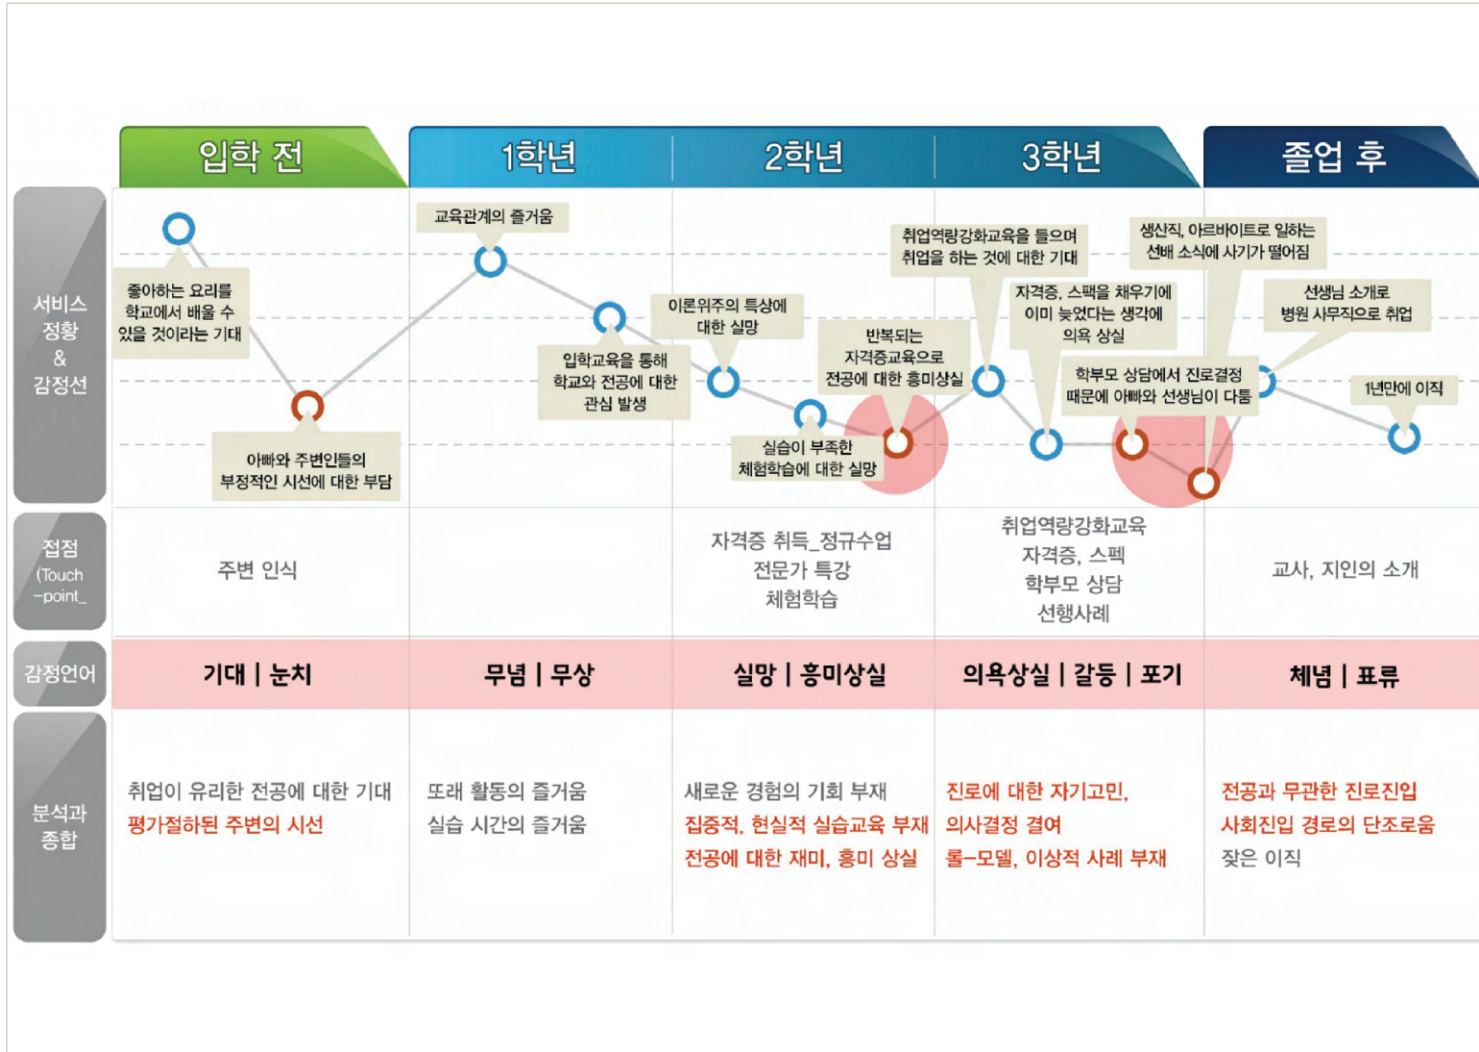 입학 전
1학년
2학년
3학년
졸업 후
서비스
정황
&
감정선
좋아하는 요리를
학교에서 배울 수
있을 것이라는 기대
아빠와 주변인들의
부정적인 시선에 대한 부담
교육관계의 즐거움
입학교육을 통해
학교와 전공에 대한
관심 발생
이론위주의 특상에
대한 실망
실습이 부족한
체험학습에 대한 실망
반복되는
자격증교육으로
전공에 대한 흥미상실
취업역량강화교육을 들으며
취업을 하는 것에 대한 기대
자격증, 스팩을 채우기에
이미 늦었다는 생각에
의욕 상실
학부모 상담에서 진로결정
때문에 아빠와 선생님이 다툼
생산직, 아르바이트로 일하는
선배 소식에 사기가 떨어짐
선생님 소개로
병원 사무직으로 취업
1년만에 이직
접점
(Touch
-point_
주변 인식
자격증 취득_정규수업
전문가 특강
체험학습
취업역량강화교육
자격증, 스펙
학부모 상담
선행사례
교사, 지인의 소개
감정언어
기대 | 눈치
무념 | 무상
실망 | 흥미상실
의욕상실 | 갈등 | 포기
체념 | 표류
분석과
종합
취업이 유리한 전공에 대한 기대
평가절하된 주변의 시선
또래 활동의 즐거움
실습 시간의 즐거움
새로운 경험의 기회 부재
집중적, 현실적 실습교육 부재
전공에 대한 재미, 흥미 상실
진로에 대한 자기고민,
의사결정 결여
롤-모델, 이상적 사례 부재
전공과 무관한 진로진입
사회진입 경로의 단조로움
잦은 이직